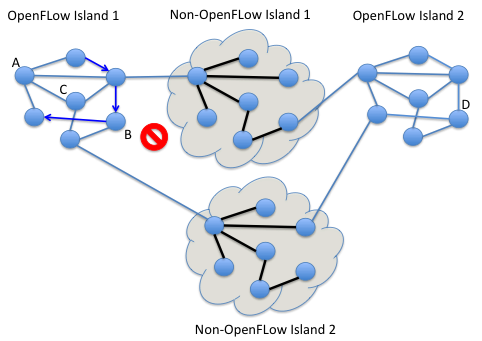 OpenFLow Island 1
Non-OpenFLow Island 1
OpenFLow Island 2
A
C
B
D
Non-OpenFLow Island 2